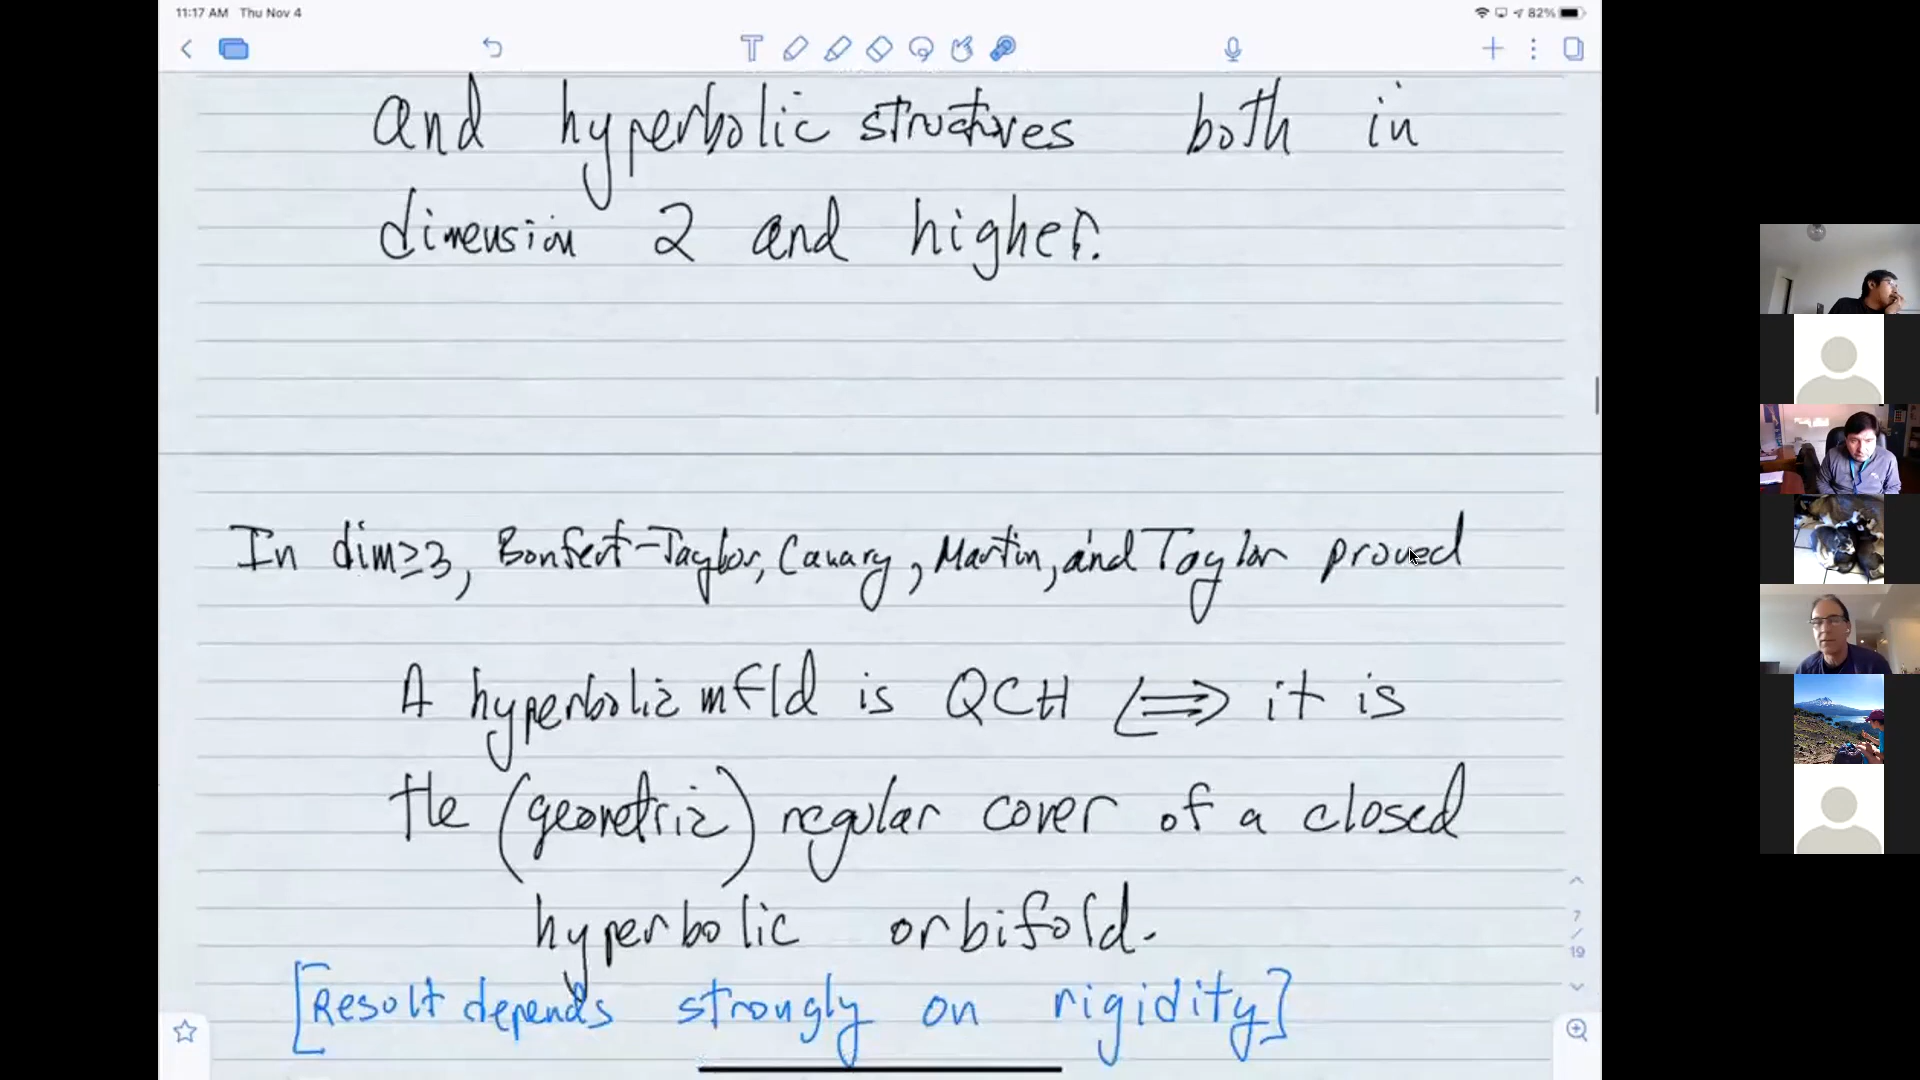 11:17 AM Thu Nov 4
82%
and hyperbolic structures both in
dimension 2 and higher.
In dim≥3, Bonfert-Taylor, Canary, Martin, and Taylor proved
A hyperbolic mfld is QCH ⟺ it is
the (geometric) regular cover of a closed
hyperbolic orbifold.
[Result depends strongly on rigidity]
7
/
19